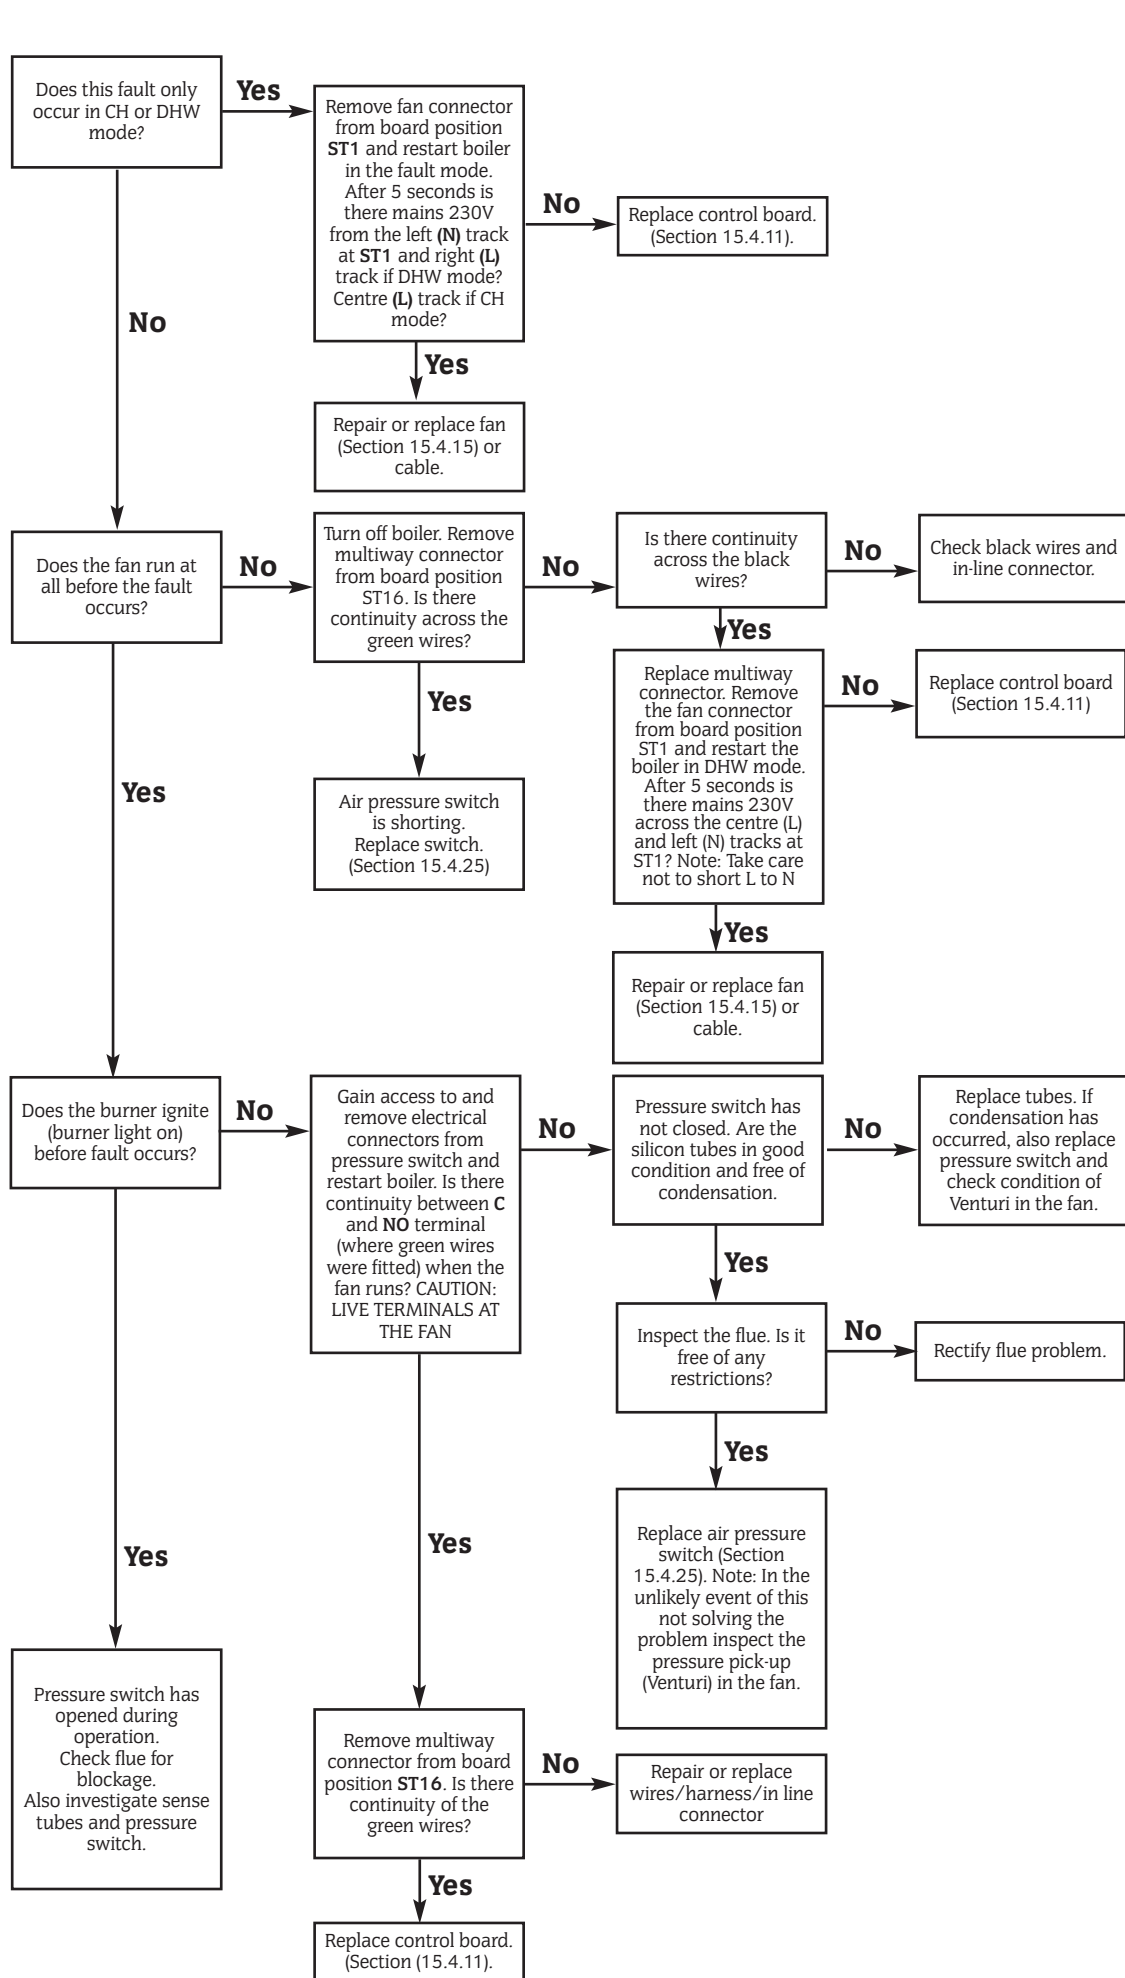 Does this fault only
occur in CH or DHW
mode?
Yes
Remove fan connector
from board position
ST1 and restart boiler
in the fault mode.
After 5 seconds is
there mains 230V
from the left (N) track
at ST1 and right (L)
track if DHW mode?
Centre (L) track if CH
mode?
No
Replace control board.
(Section 15.4.11).
No
Yes
Repair or replace fan
(Section 15.4.15) or
cable.
Does the fan run at
all before the fault
occurs?
No
Turn off boiler. Remove
multiway connector
from board position
ST16. Is there
continuity across the
green wires?
No
Is there continuity
across the black
wires?
No
Check black wires and
in-line connector.
Yes
Replace multiway
connector. Remove
the fan connector
from board position
ST1 and restart the
boiler in DHW mode.
After 5 seconds is
there mains 230V
across the centre (L)
and left (N) tracks at
ST1? Note: Take care
not to short L to N
No
Replace control board
(Section 15.4.11)
Yes
Air pressure switch
is shorting.
Replace switch.
(Section 15.4.25)
Yes
Yes
Repair or replace fan
(Section 15.4.15) or
cable.
Does the burner ignite
(burner light on)
before fault occurs?
No
Gain access to and
remove electrical
connectors from
pressure switch and
restart boiler. Is there
continuity between C
and NO terminal
(where green wires
were fitted) when the
fan runs? CAUTION:
LIVE TERMINALS AT
THE FAN
No
Pressure switch has
not closed. Are the
silicon tubes in good
condition and free of
condensation.
No
Replace tubes. If
condensation has
occurred, also replace
pressure switch and
check condition of
Venturi in the fan.
Yes
Inspect the flue. Is it
free of any
restrictions?
No
Rectify flue problem.
Yes
Replace air pressure
switch (Section
15.4.25). Note: In the
unlikely event of this
not solving the
problem inspect the
pressure pick-up
(Venturi) in the fan.
Yes
Yes
Pressure switch has
opened during
operation.
Check flue for
blockage.
Also investigate sense
tubes and pressure
switch.
Remove multiway
connector from board
position ST16. Is there
continuity of the
green wires?
No
Repair or replace
wires/harness/in line
connector
Yes
Replace control board.
(Section (15.4.11).